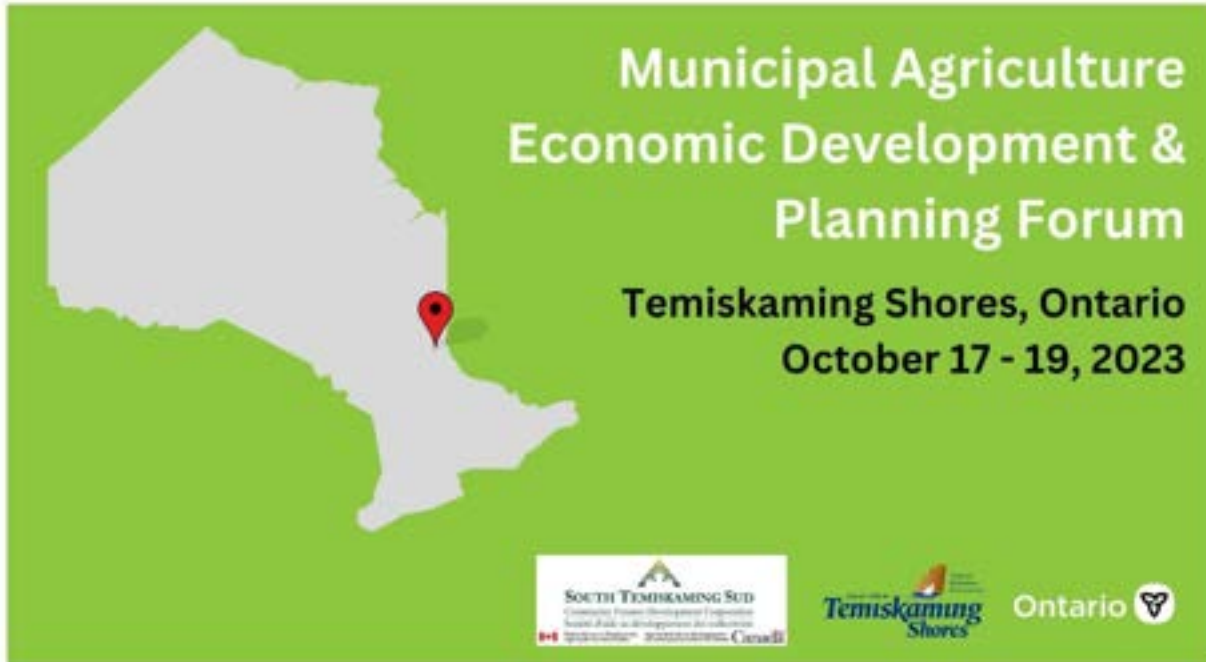 Municipal Agriculture
Economic Development &
Planning Forum
Temiskaming Shores, Ontario
October 17 - 19, 2023
SOUTH TEMISKAMING SUD
Community Futures Development Corporation
Société d'aide au développement des collectivités
Canada
Temiskaming
Shores
Ontario